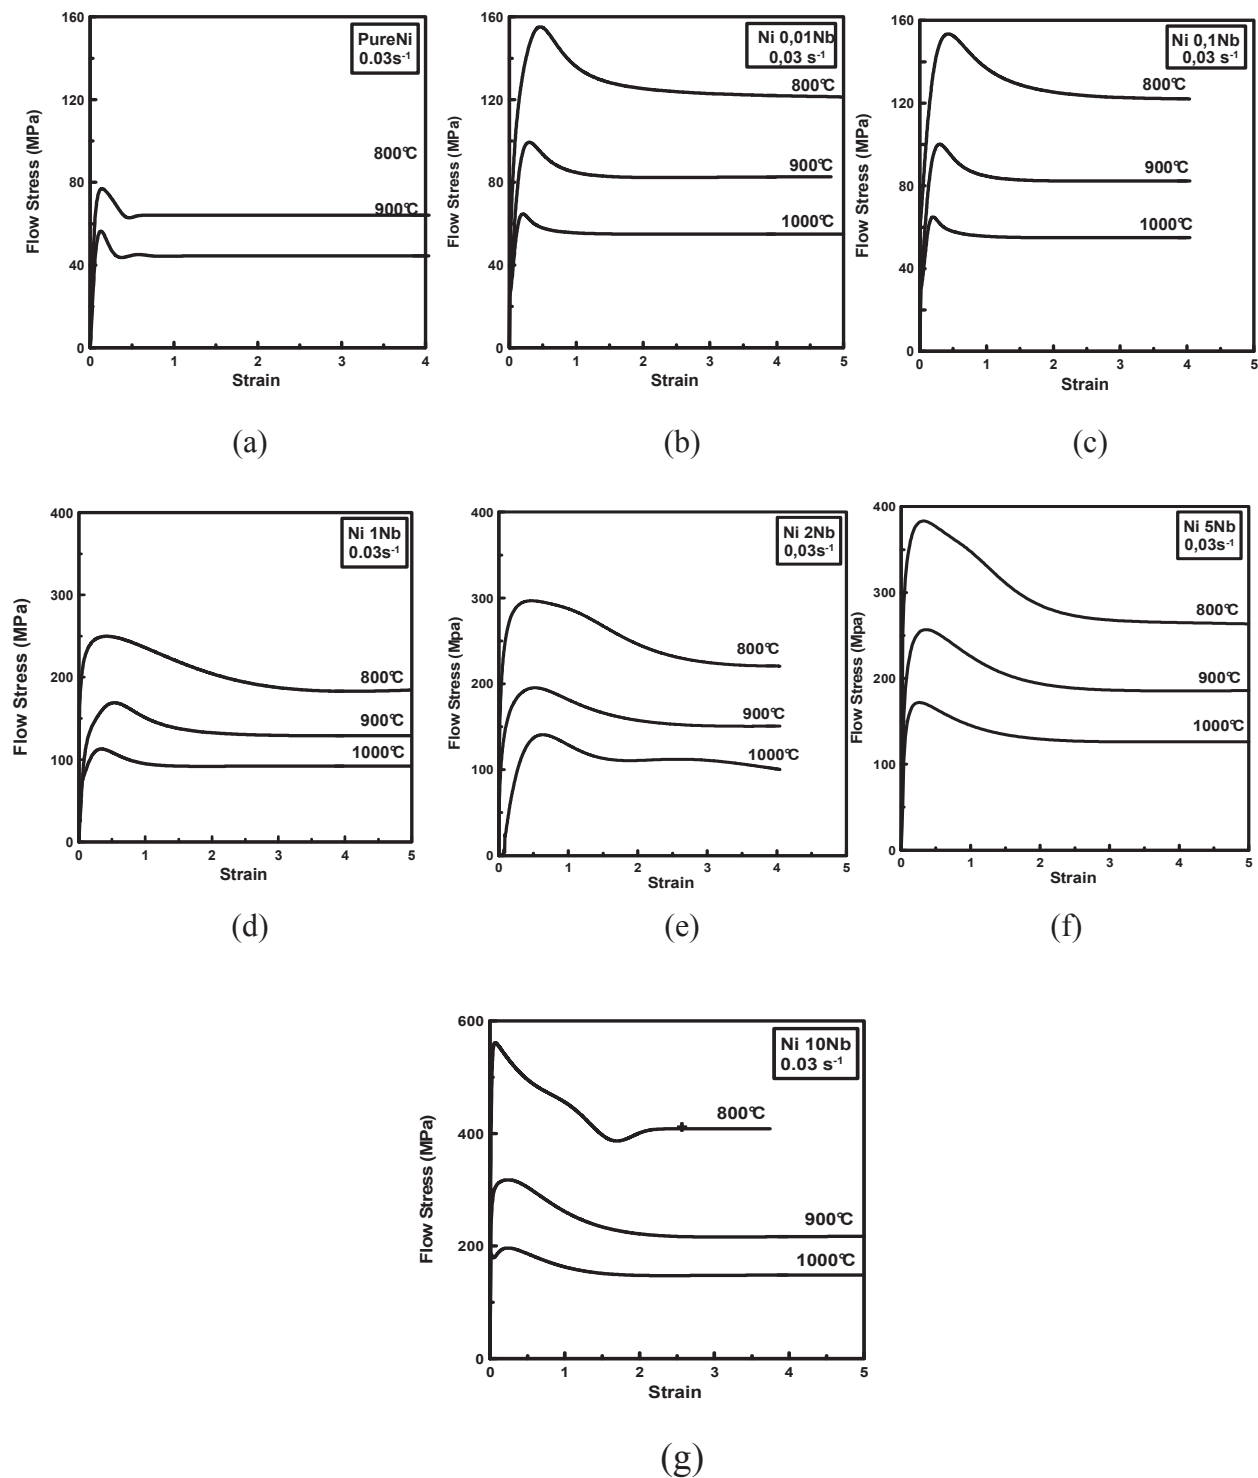 160
120
80
40
0
Flow Stress (MPa)
PureNi
0.03s⁻¹
800°C
900°C
0 1 2 3 4
Strain
(a)
160
120
80
40
0
Flow Stress (MPa)
Ni 0,01Nb
0,03 s⁻¹
800°C
900°C
1000°C
0 1 2 3 4 5
Strain
(b)
160
120
80
40
0
Flow Stress (MPa)
Ni 0,1Nb
0,03 s⁻¹
800°C
900°C
1000°C
0 1 2 3 4 5
Strain
(c)
400
300
200
100
0
Flow Stress (MPa)
Ni 1Nb
0.03s⁻¹
800°C
900°C
1000°C
0 1 2 3 4 5
Strain
(d)
400
300
200
100
0
Flow Stress (Mpa)
Ni 2Nb
0,03s⁻¹
800°C
900°C
1000°C
0 1 2 3 4 5
Strain
(e)
400
300
200
100
0
Flow Stress (MPa)
Ni 5Nb
0,03s⁻¹
800°C
900°C
1000°C
0 1 2 3 4 5
Strain
(f)
600
400
200
0
Flow Stress (MPa)
Ni 10Nb
0.03 s⁻¹
800°C
900°C
1000°C
0 1 2 3 4 5
Strain
(g)